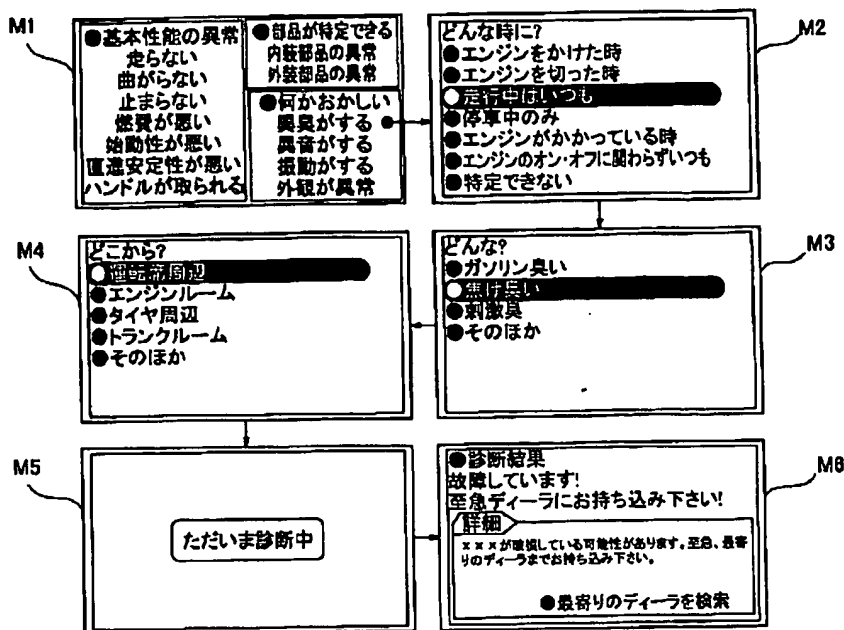 M1
●基本性能の異常
走らない
曲がらない
止まらない
燃費が悪い
始動性が悪い
直進安定性が悪い
ハンドルが取られる
●部品が特定できる
内装部品の異常
外装部品の異常
●何かおかしい
異臭がする
異音がする
振動がする
外観が異常
M2
どんな時に?
●エンジンをかけた時
●エンジンを切った時
○走行中はいつも
●停車中のみ
●エンジンがかかっている時
●エンジンのオン・オフに関わらずいつも
●特定できない
M4
どこから?
○運転席周辺
●エンジンルーム
●タイヤ周辺
●トランクルーム
●そのほか
M3
どんな?
●ガソリン臭い
○焦げ臭い
●刺激臭
●そのほか
M5
ただいま診断中
M6
●診断結果
故障しています!
至急ディーラにお持ち込み下さい!
詳細
×××が破損している可能性があります。至急、最寄
りのディーラまでお持ち込み下さい。
●最寄りのディーラを検索